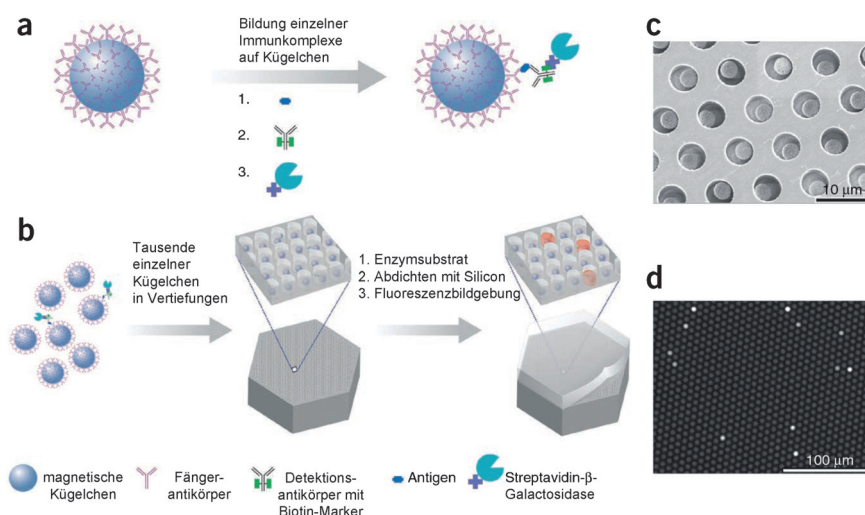 a
Bildung einzelner
Immunkomplexe
auf Kügelchen
1.
2.
3.
c
10 µm
b
Tausende
einzelner
Kügelchen
in Vertiefungen
1. Enzymsubstrat
2. Abdichten mit Silicon
3. Fluoreszenzbildgebung
d
100 µm
magnetische
Kügelchen
Fänger-
antikörper
Detektions-
antikörper mit
Biotin-Marker
Antigen
Streptavidin-β-
Galactosidase